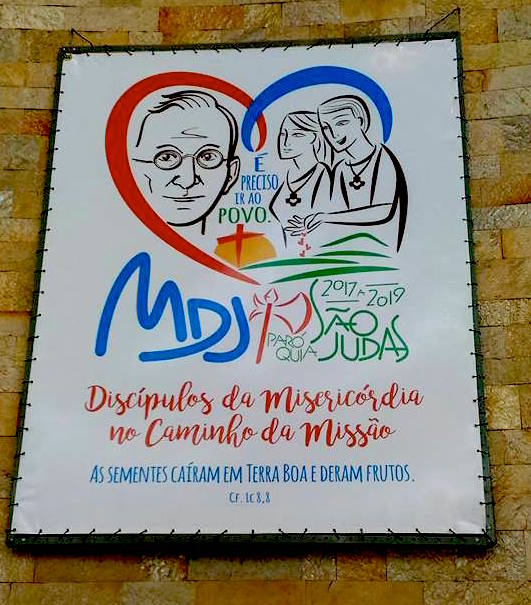 É
PRECISO
IR AO
POVO.
MDJ
PARÓ
QUIA
2017 A 2019
SÃO
JUDAS
Discípulos da Misericórdia
no Caminho da Missão
AS SEMENTES CAÍRAM EM TERRA BOA E DERAM FRUTOS.
Cf. Lc 8,8